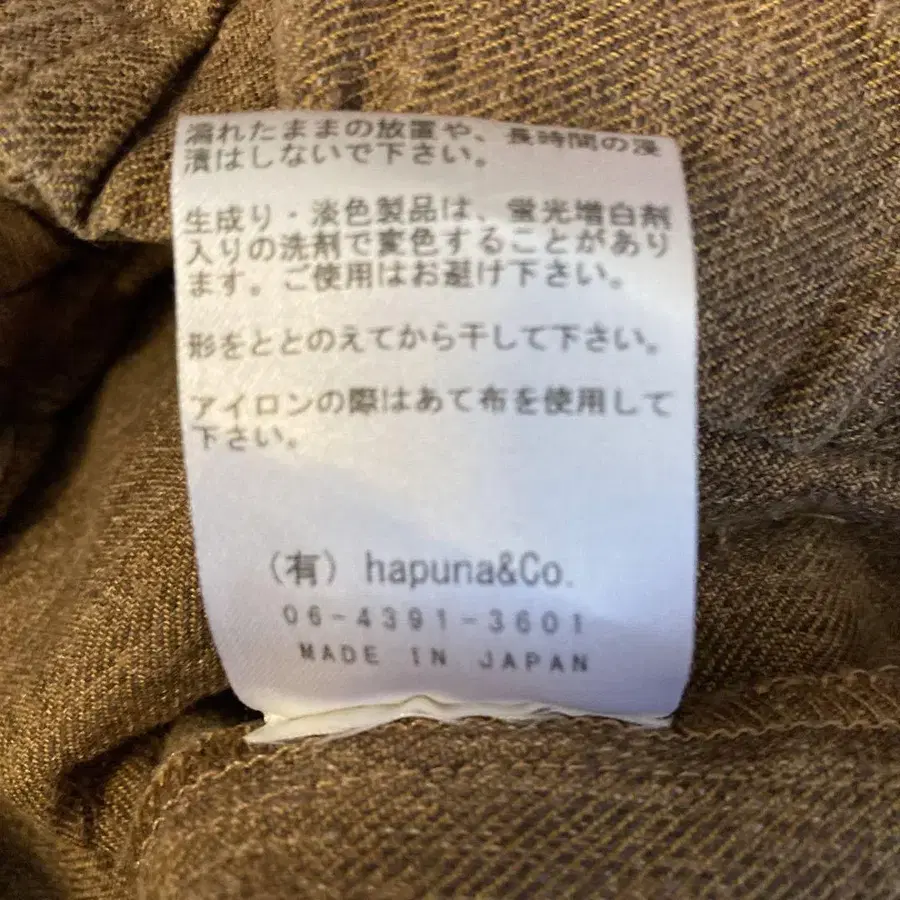 濡れたままの放置や、長時間の浸
漬はしないで下さい。
生成り・淡色製品は、蛍光増白剤
入りの洗剤で変色することがあり
ます。ご使用はお避け下さい。
形をととのえてから干して下さい。
アイロンの際はあて布を使用して
下さい。
(有) hapuna&Co.
06-4391-3601
MADE IN JAPAN